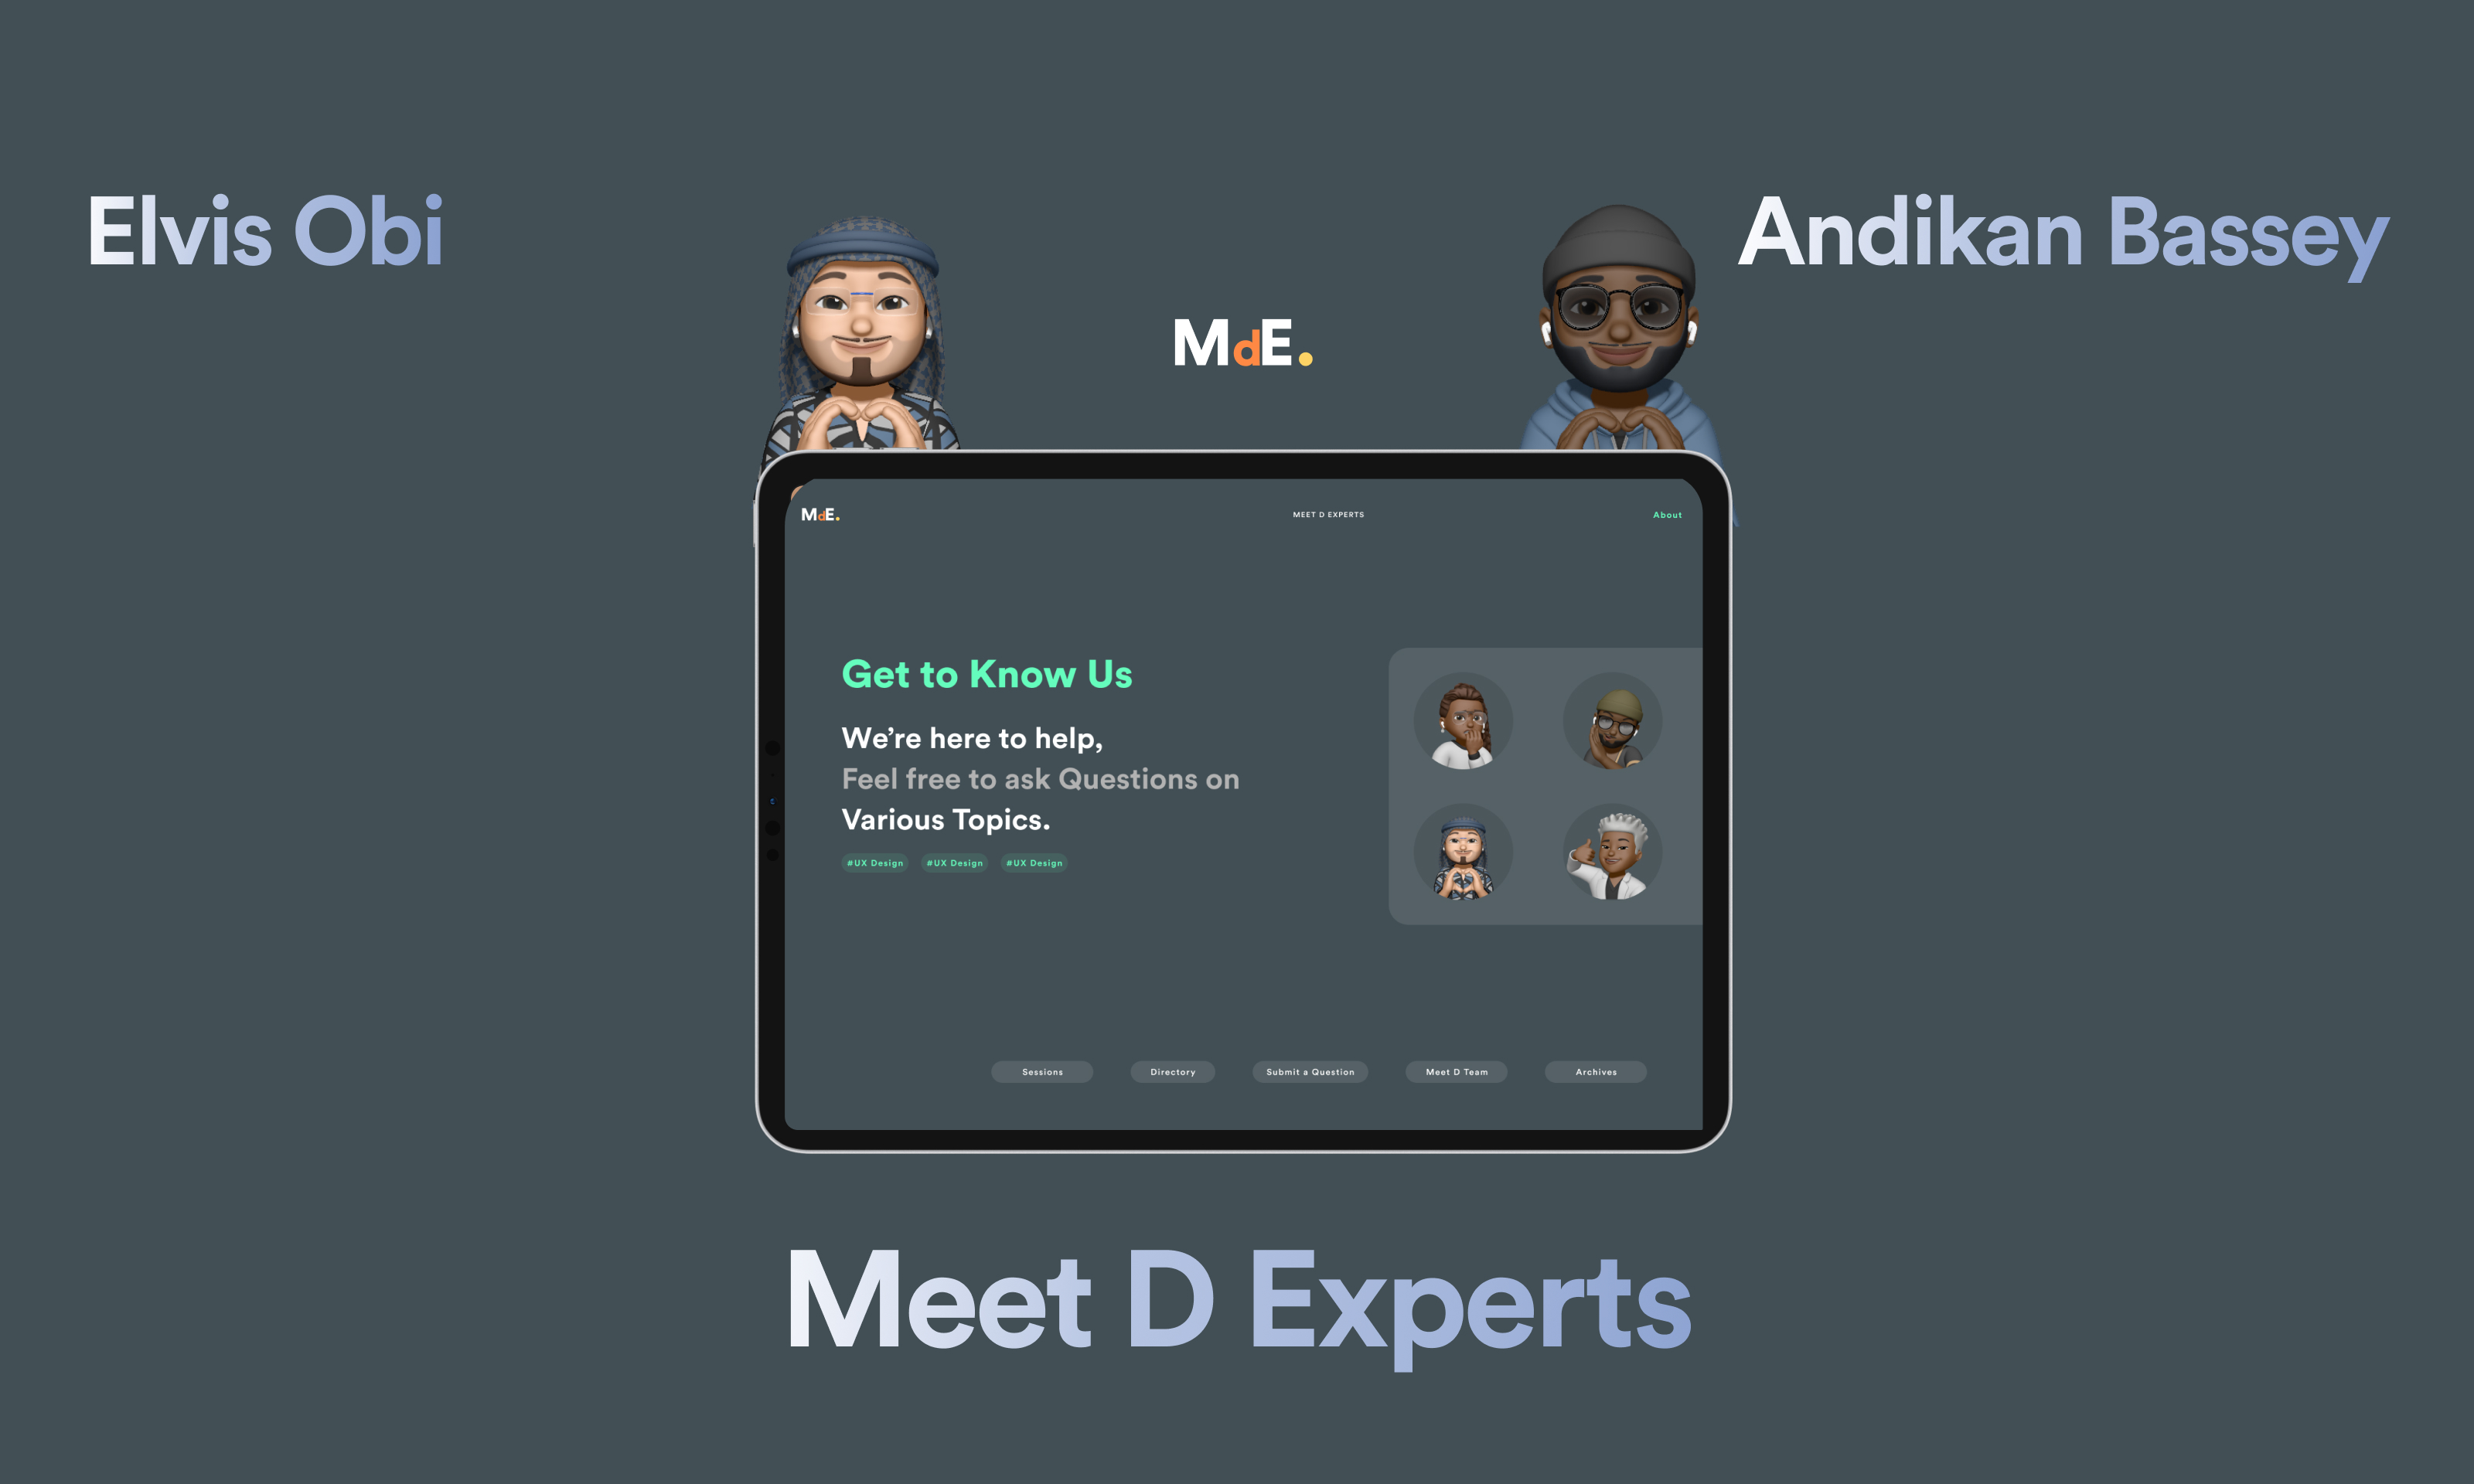 Elvis Obi
Andikan Bassey
MdE.
MdE.
MEET D EXPERTS
About
Get to Know Us
We’re here to help,
Feel free to ask Questions on
Various Topics.
#UX Design
#UX Design
#UX Design
Sessions
Directory
Submit a Question
Meet D Team
Archives
Meet D Experts